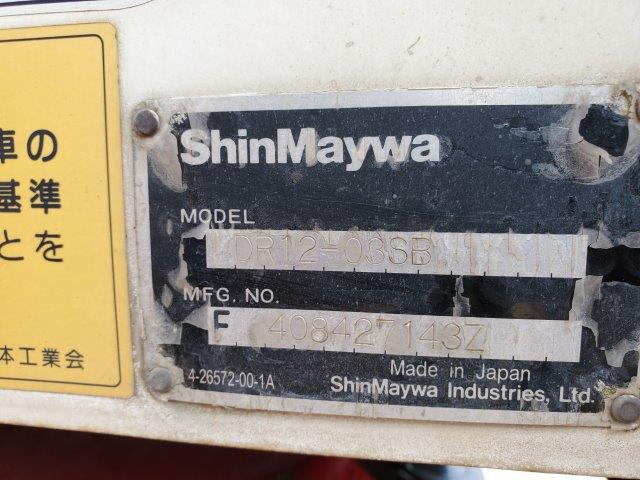 車の
基準
とを
本工業会
ShinMaywa
MODEL
DR12-03SB
MFG. NO.
F 408427143Z
4-26572-00-1A
Made in Japan
ShinMaywa Industries, Ltd.